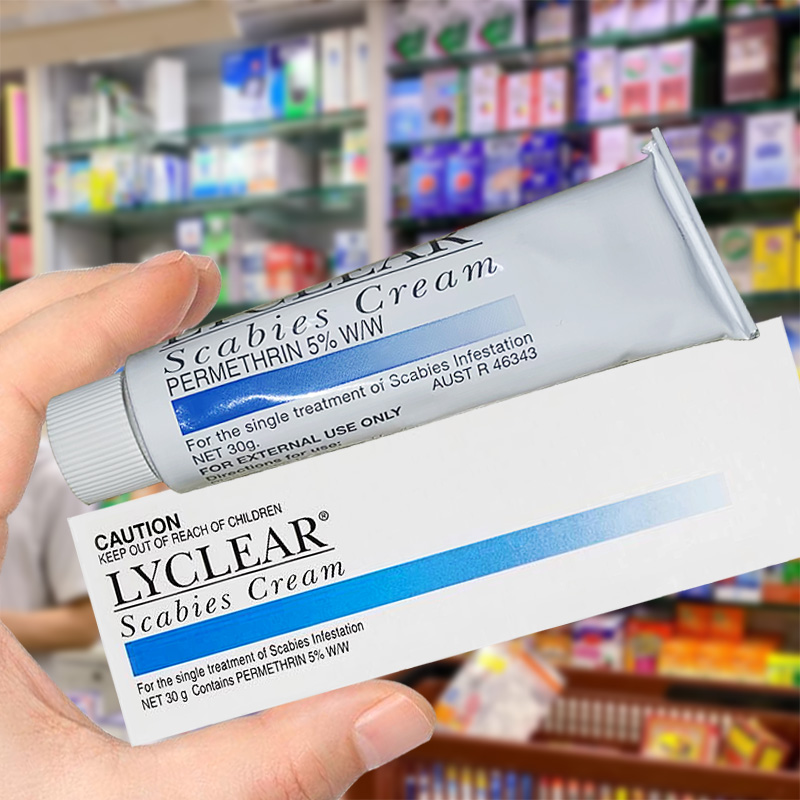 LYCLEAR
Scabies Cream
PERMETHRIN 5% W/W
For the single treatment of Scabies Infestation
NET 30g. AUST R 46343
FOR EXTERNAL USE ONLY
Directions for use:
CAUTION
KEEP OUT OF REACH OF CHILDREN
LYCLEAR®
Scabies Cream
For the single treatment of Scabies Infestation
NET 30 g Contains PERMETHRIN 5% W/W